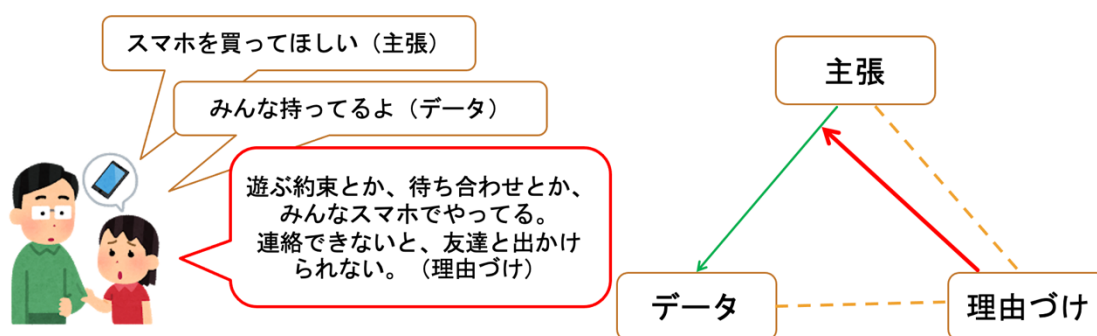 スマホを買ってほしい（主張）
みんな持ってるよ（データ）
遊ぶ約束とか、待ち合わせとか、
みんなスマホでやってる。
連絡できないと、友達と出かけ
られない。（理由づけ）
主張
データ
理由づけ